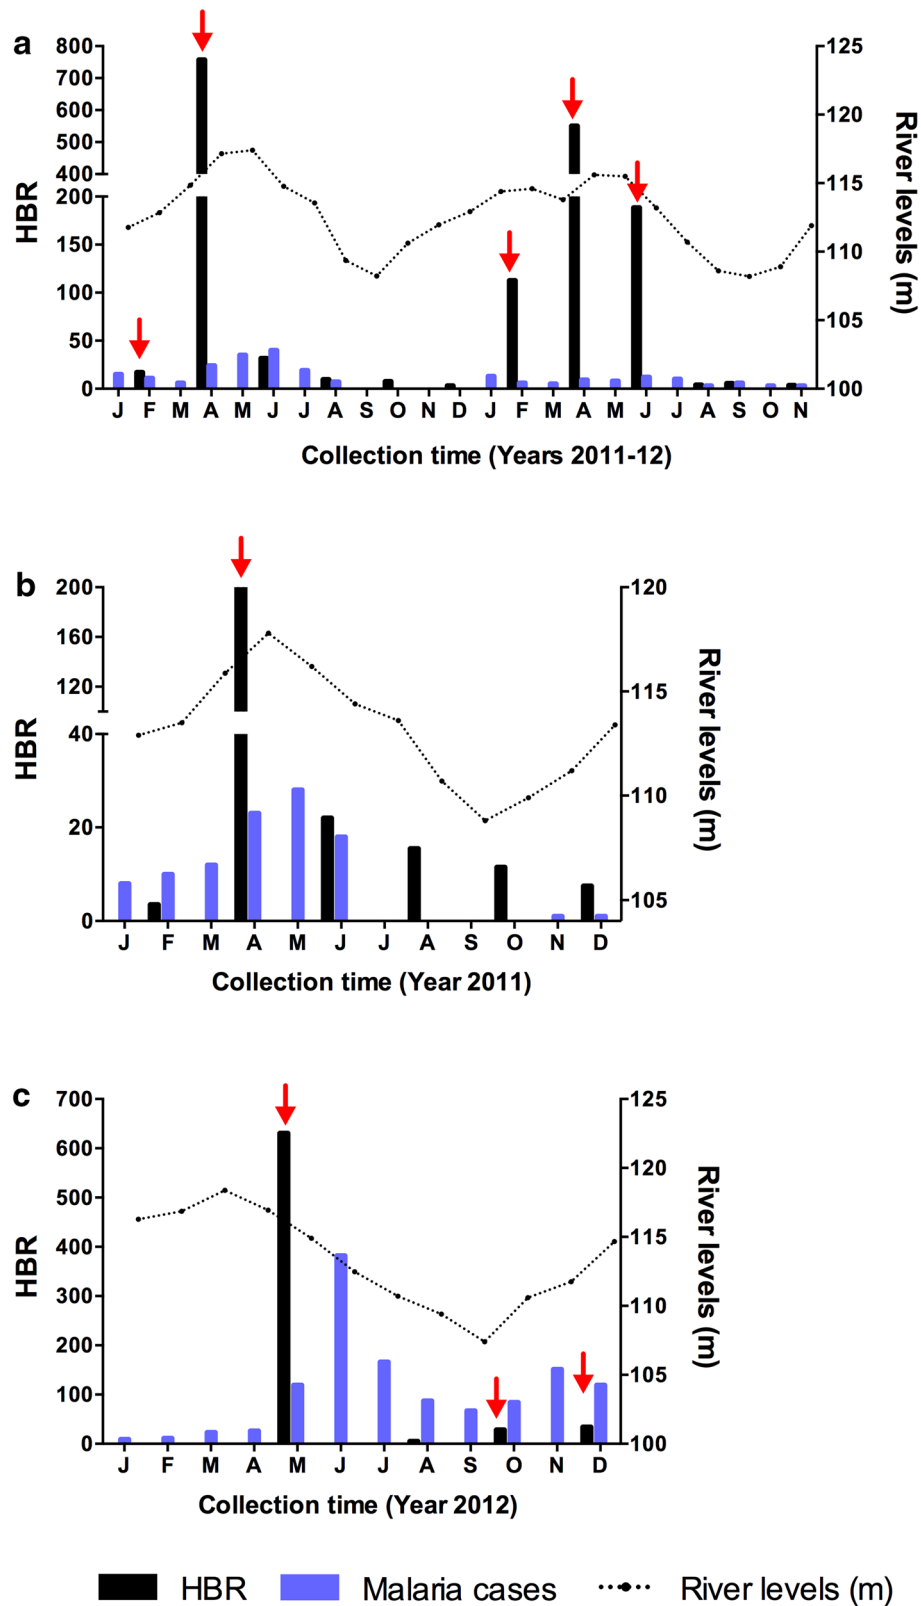 a
800
700
600
500
400
200
150
100
50
0
HBR
125
120
115
110
105
100
River levels (m)
J F M A M J J A S O N D J F M A M J J A S O N
Collection time (Years 2011-12)
b
200
160
120
40
20
0
HBR
120
115
110
105
River levels (m)
J F M A M J J A S O N D
Collection time (Year 2011)
c
700
600
500
400
300
200
100
0
HBR
125
120
115
110
105
100
River levels (m)
J F M A M J J A S O N D
Collection time (Year 2012)
HBR Malaria cases River levels (m)